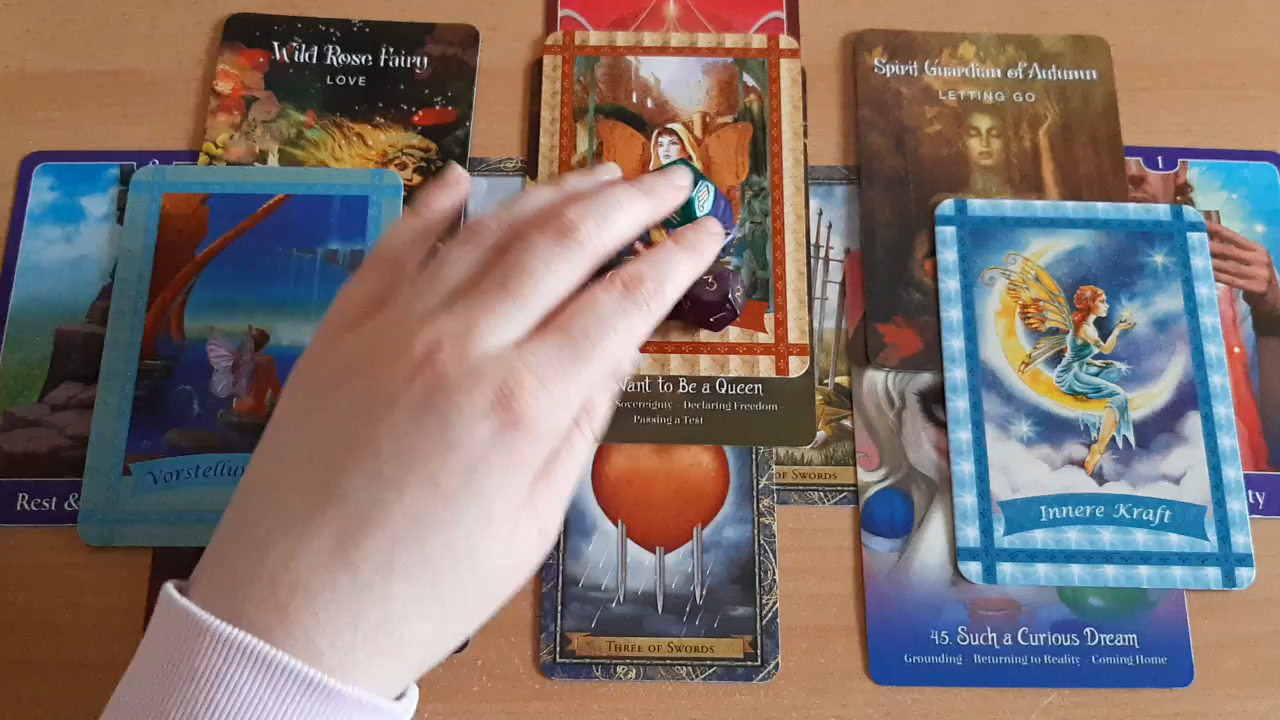 Wild Rose Fairy
LOVE
Spirit Guardian of Autumn
LETTING GO
1
3
7
Want to Be a Queen
Sovereignty – Declaring Freedom –
Passing a Test
OF SWORDS
Rest &
Innere Kraft
THREE OF SWORDS
45. Such a Curious Dream
Grounding – Returning to Reality – Coming Home